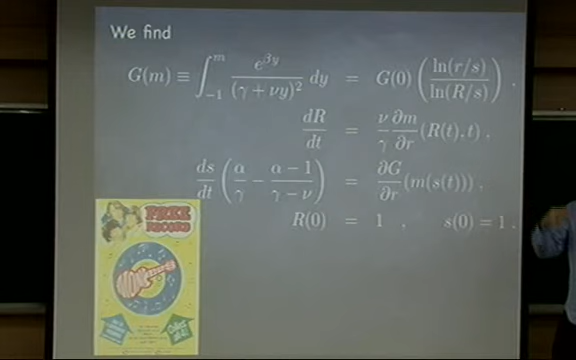 We find
G(m) ≡ ∫_{-1}^{m} e^{βy} / (γ + νy)² dy = G(0) ( ln(r/s) / ln(R/s) ) ,
dR/dt = ν/γ ∂m/∂r (R(t), t) ,
ds/dt ( α/γ − (α − 1)/(γ − ν) ) = ∂G/∂r (m(s(t))) ,
R(0) = 1 , s(0) = 1 .
FREE
RECORD
MONKEES